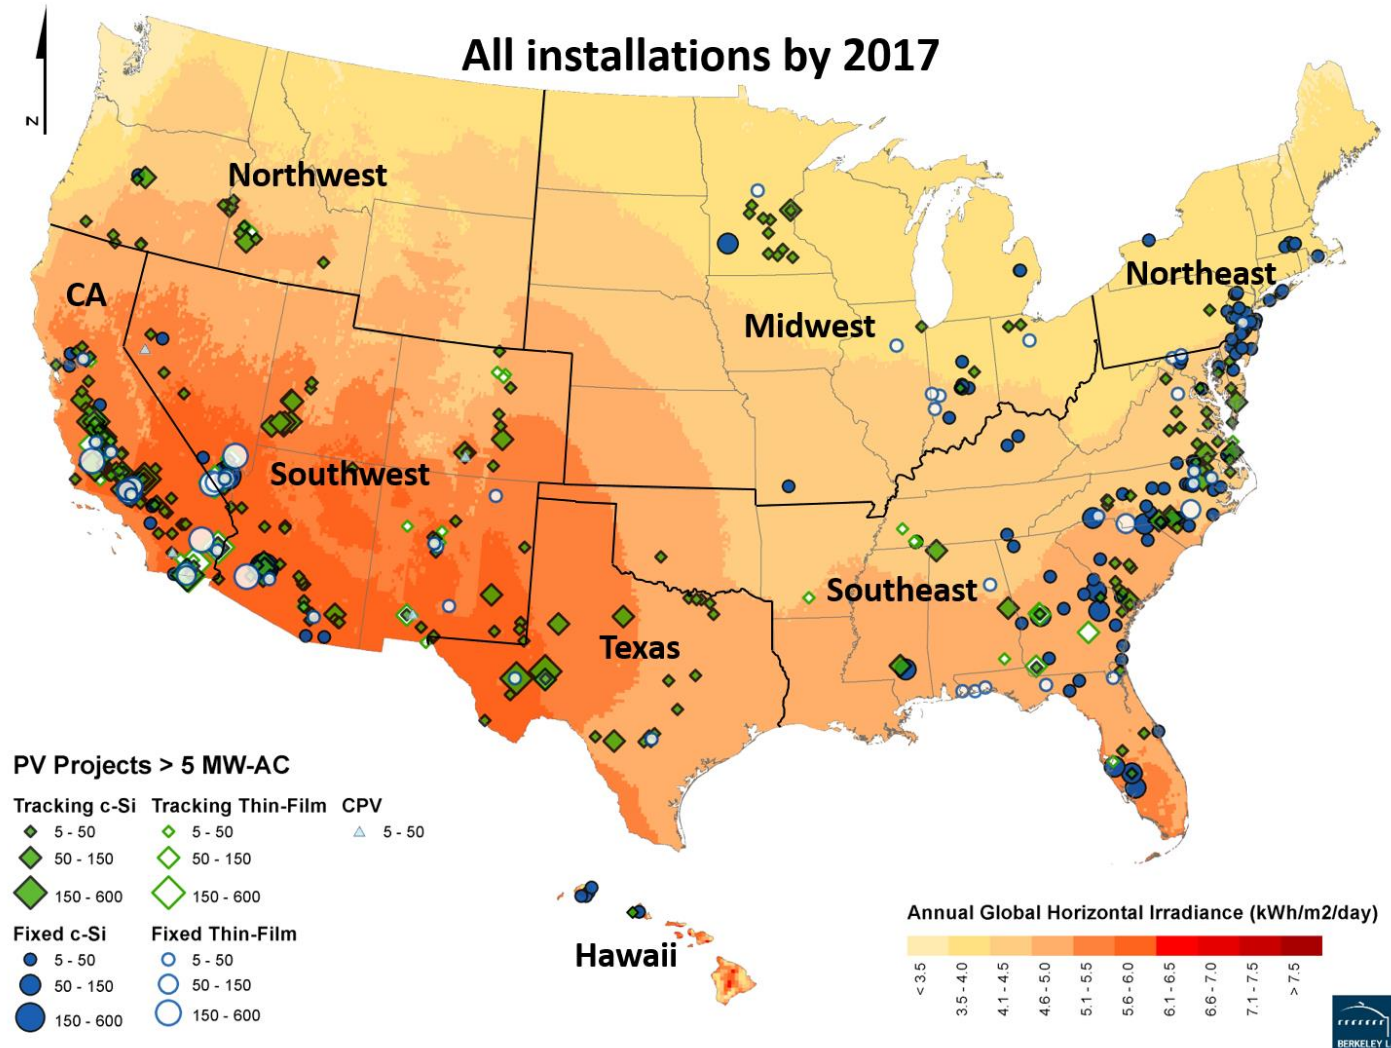 All installations by 2017
N
Northwest
CA
Northeast
Midwest
Southwest
Southeast
Texas
Hawaii
PV Projects > 5 MW-AC
Tracking c-Si Tracking Thin-Film CPV
5 - 50 5 - 50 5 - 50
50 - 150 50 - 150
150 - 600 150 - 600
Fixed c-Si Fixed Thin-Film
5 - 50 5 - 50
50 - 150 50 - 150
150 - 600 150 - 600
Annual Global Horizontal Irradiance (kWh/m2/day)
< 3.5
3.5 - 4.0
4.1 - 4.5
4.6 - 5.0
5.1 - 5.5
5.6 - 6.0
6.1 - 6.5
6.6 - 7.0
7.1 - 7.5
> 7.5
BERKELEY L